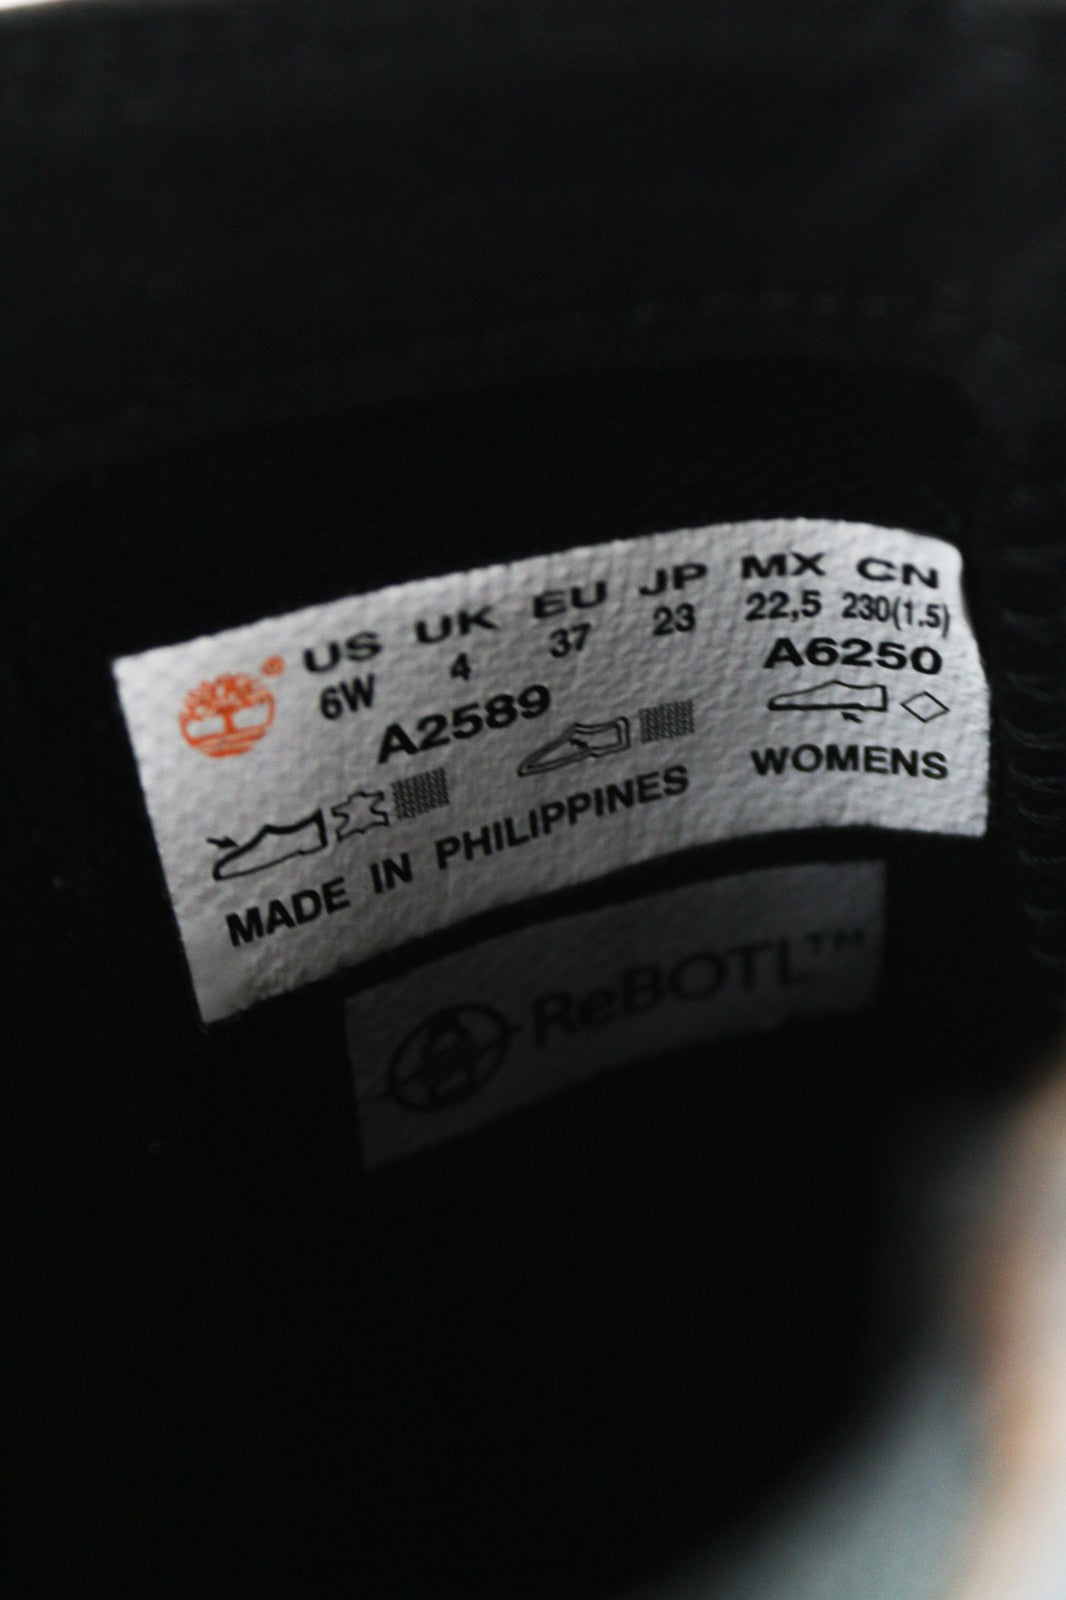 ® US UK EU JP MX CN
6W 4 37 23 22,5 230(1.5)
A2589 A6250
WOMENS
MADE IN PHILIPPINES
ReBOTL™